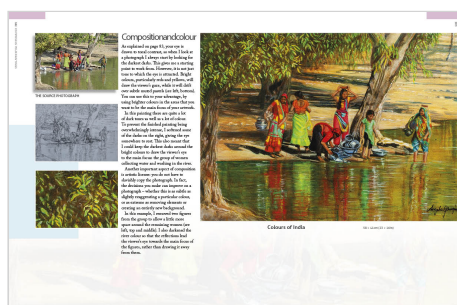 Compositionandcolour
As explained on page 81, your eye is
drawn to tonal contrast, so when I look at
a photograph I always start by looking for
the darkest darks. This gives me a starting
point to work from. However, it is not just
tone to which the eye is attracted. Bright
colours, particularly reds and yellows, will
draw the viewer's gaze, while it will drift
over subtle muted pastels (see left, bottom).
You can use this to your advantage, by
using brighter colours in the areas that you
want to be the main focus of your artwork.
In this painting there are quite a lot
of dark tones as well as a lot of colour.
To prevent the finished painting being
overwhelmingly intense, I softened some
of the darks on the right, giving the eye
somewhere to rest. This also meant that
I could keep the darkest darks around the
bright colours to draw the viewer's eye
to the main focus: the group of women
collecting water and washing in the river.
Another important aspect of composition
is artistic licence: you do not have to
slavishly copy the photograph. In fact,
the decisions you make can improve on a
photograph – whether this is as subtle as
slightly exaggerating a particular colour,
or as extreme as removing elements or
creating an entirely new background.
In this example, I removed two figures
from the group to allow a little more
space around the remaining women (see
left, top and middle). I also darkened the
river colour so that the reflections lead
the viewer's eye towards the main focus of
the figures, rather than drawing it away
from them.
THE SOURCE PHOTOGRAPH
Colours of India